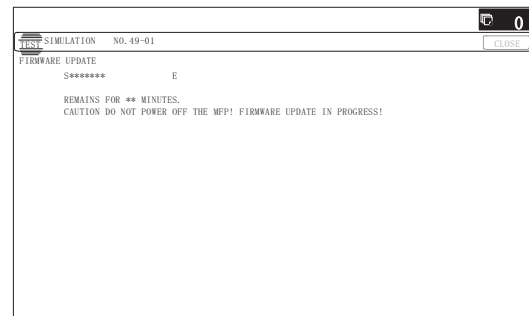 0
TEST SIMULATION NO.49-01
CLOSE
FIRMWARE UPDATE
S******* E
REMAINS FOR ** MINUTES.
CAUTION DO NOT POWER OFF THE MFP! FIRMWARE UPDATE IN PROGRESS!